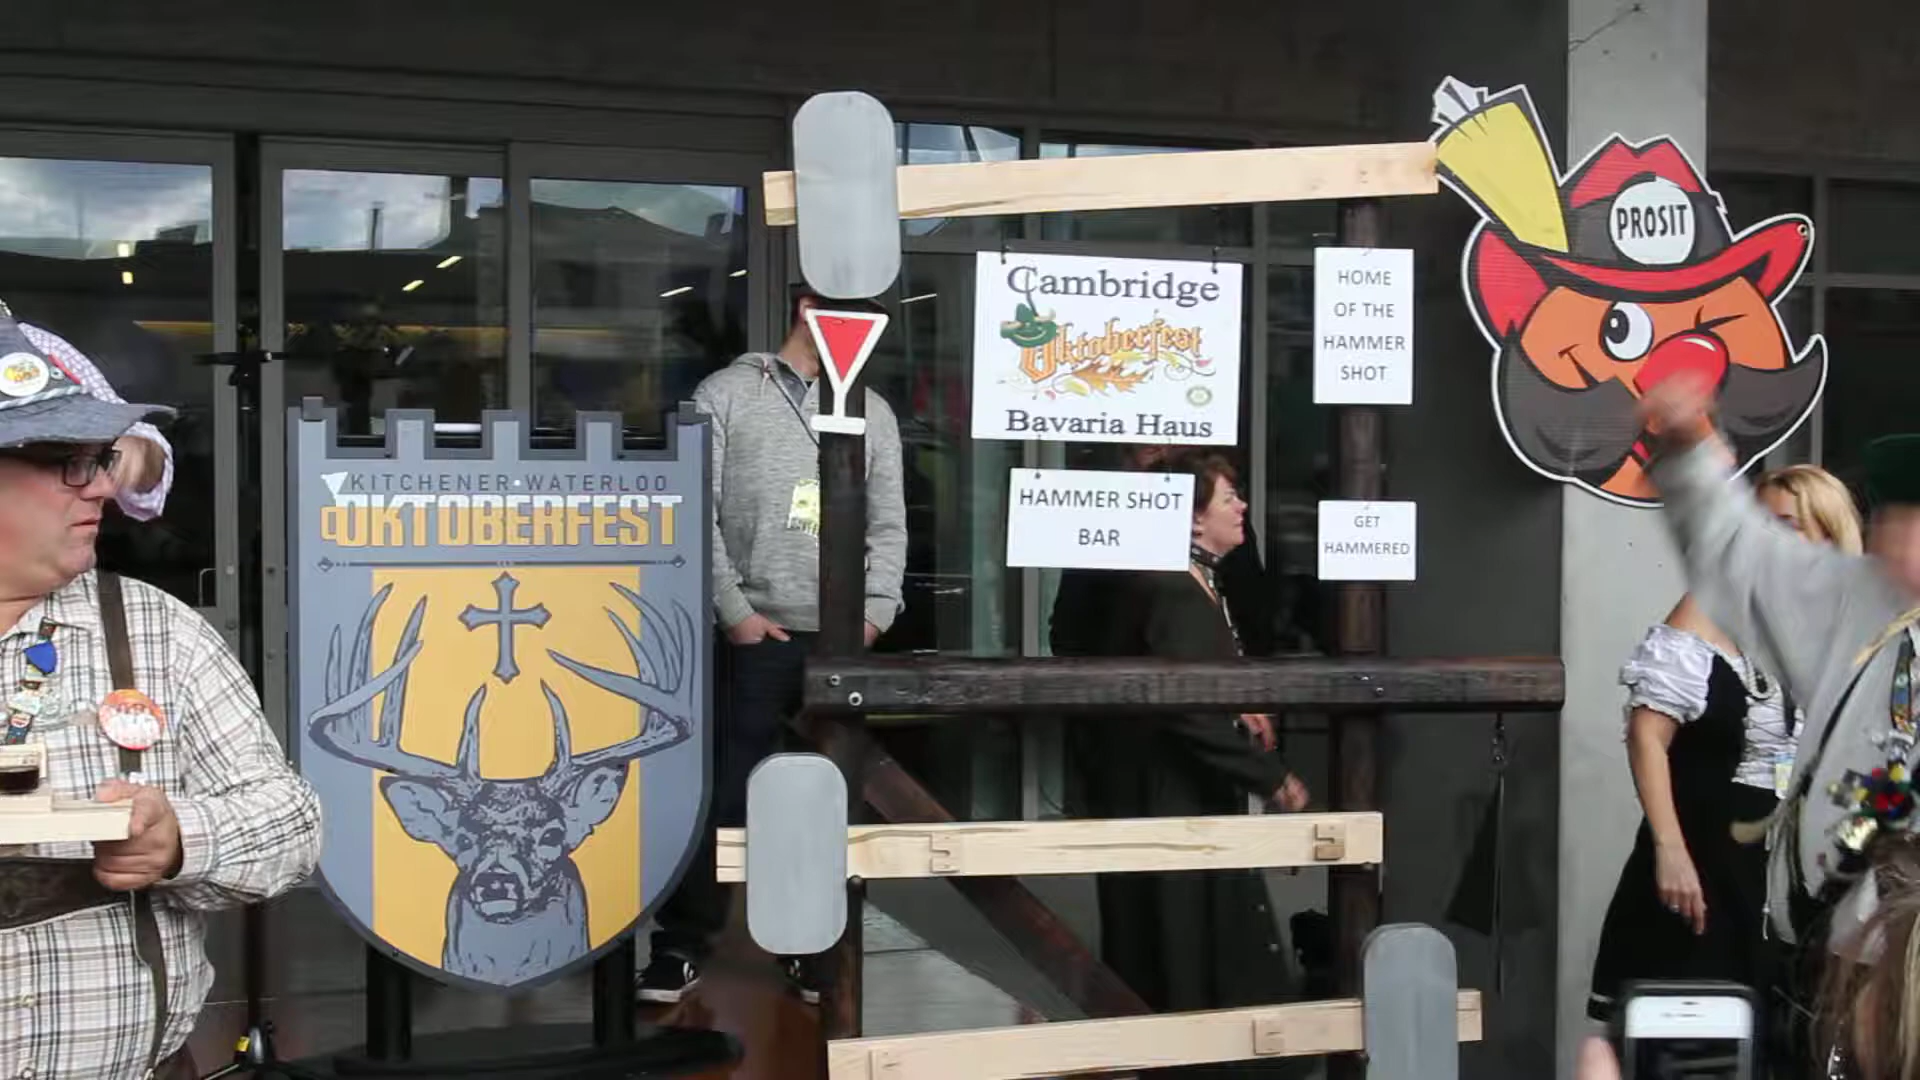 KITCHENER·WATERLOO
OKTOBERFEST
Cambridge
Oktoberfest
Bavaria Haus
HAMMER SHOT
BAR
HOME
OF THE
HAMMER
SHOT
GET
HAMMERED
PROSIT